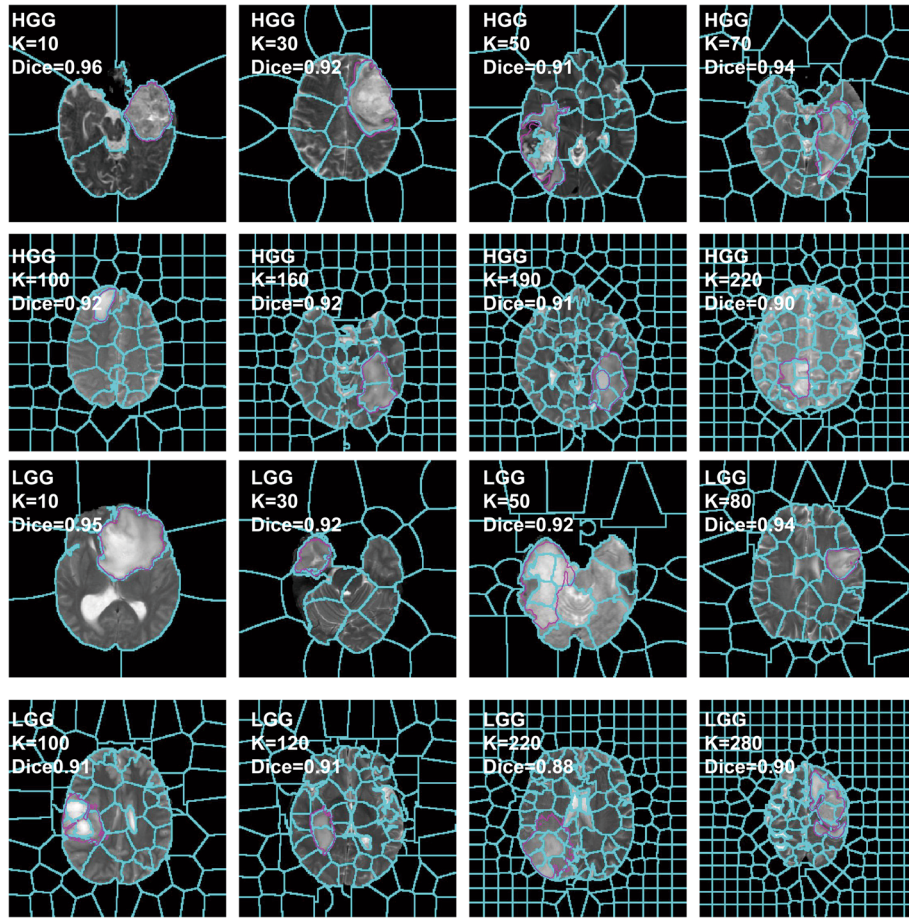 HGG
K=10
Dice=0.96
HGG
K=30
Dice=0.92
HGG
K=50
Dice=0.91
HGG
K=70
Dice=0.94
HGG
K=100
Dice=0.92
HGG
K=160
Dice=0.92
HGG
K=190
Dice=0.91
HGG
K=220
Dice=0.90
LGG
K=10
Dice=0.95
LGG
K=30
Dice=0.92
LGG
K=50
Dice=0.92
LGG
K=80
Dice=0.94
LGG
K=100
Dice0.91
LGG
K=120
Dice=0.91
LGG
K=220
Dice=0.88
LGG
K=280
Dice=0.90